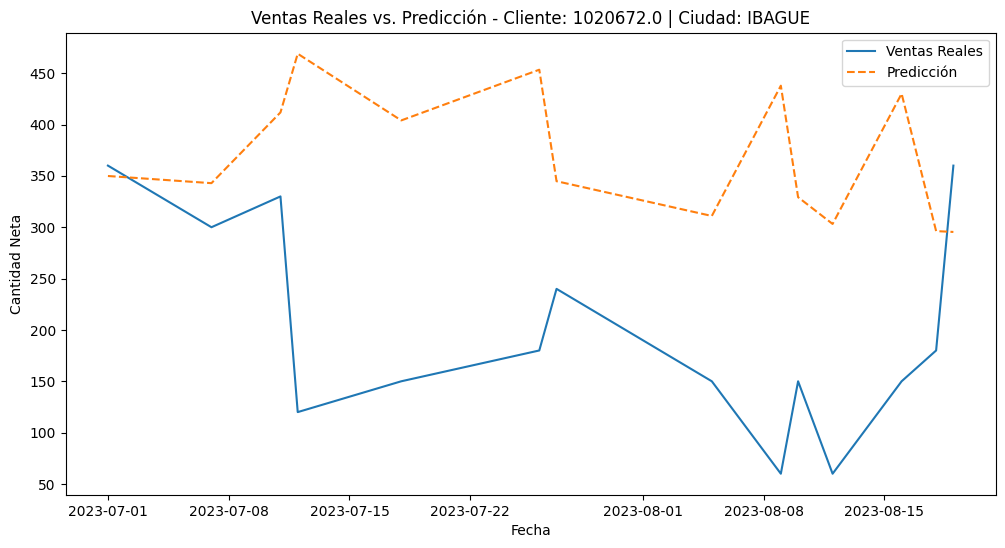 Ventas Reales vs. Predicción - Cliente: 1020672.0 | Ciudad: IBAGUE
Ventas Reales
Predicción
Cantidad Neta
450
400
350
300
250
200
150
100
50
2023-07-01 2023-07-08 2023-07-15 2023-07-22 2023-08-01 2023-08-08 2023-08-15
Fecha